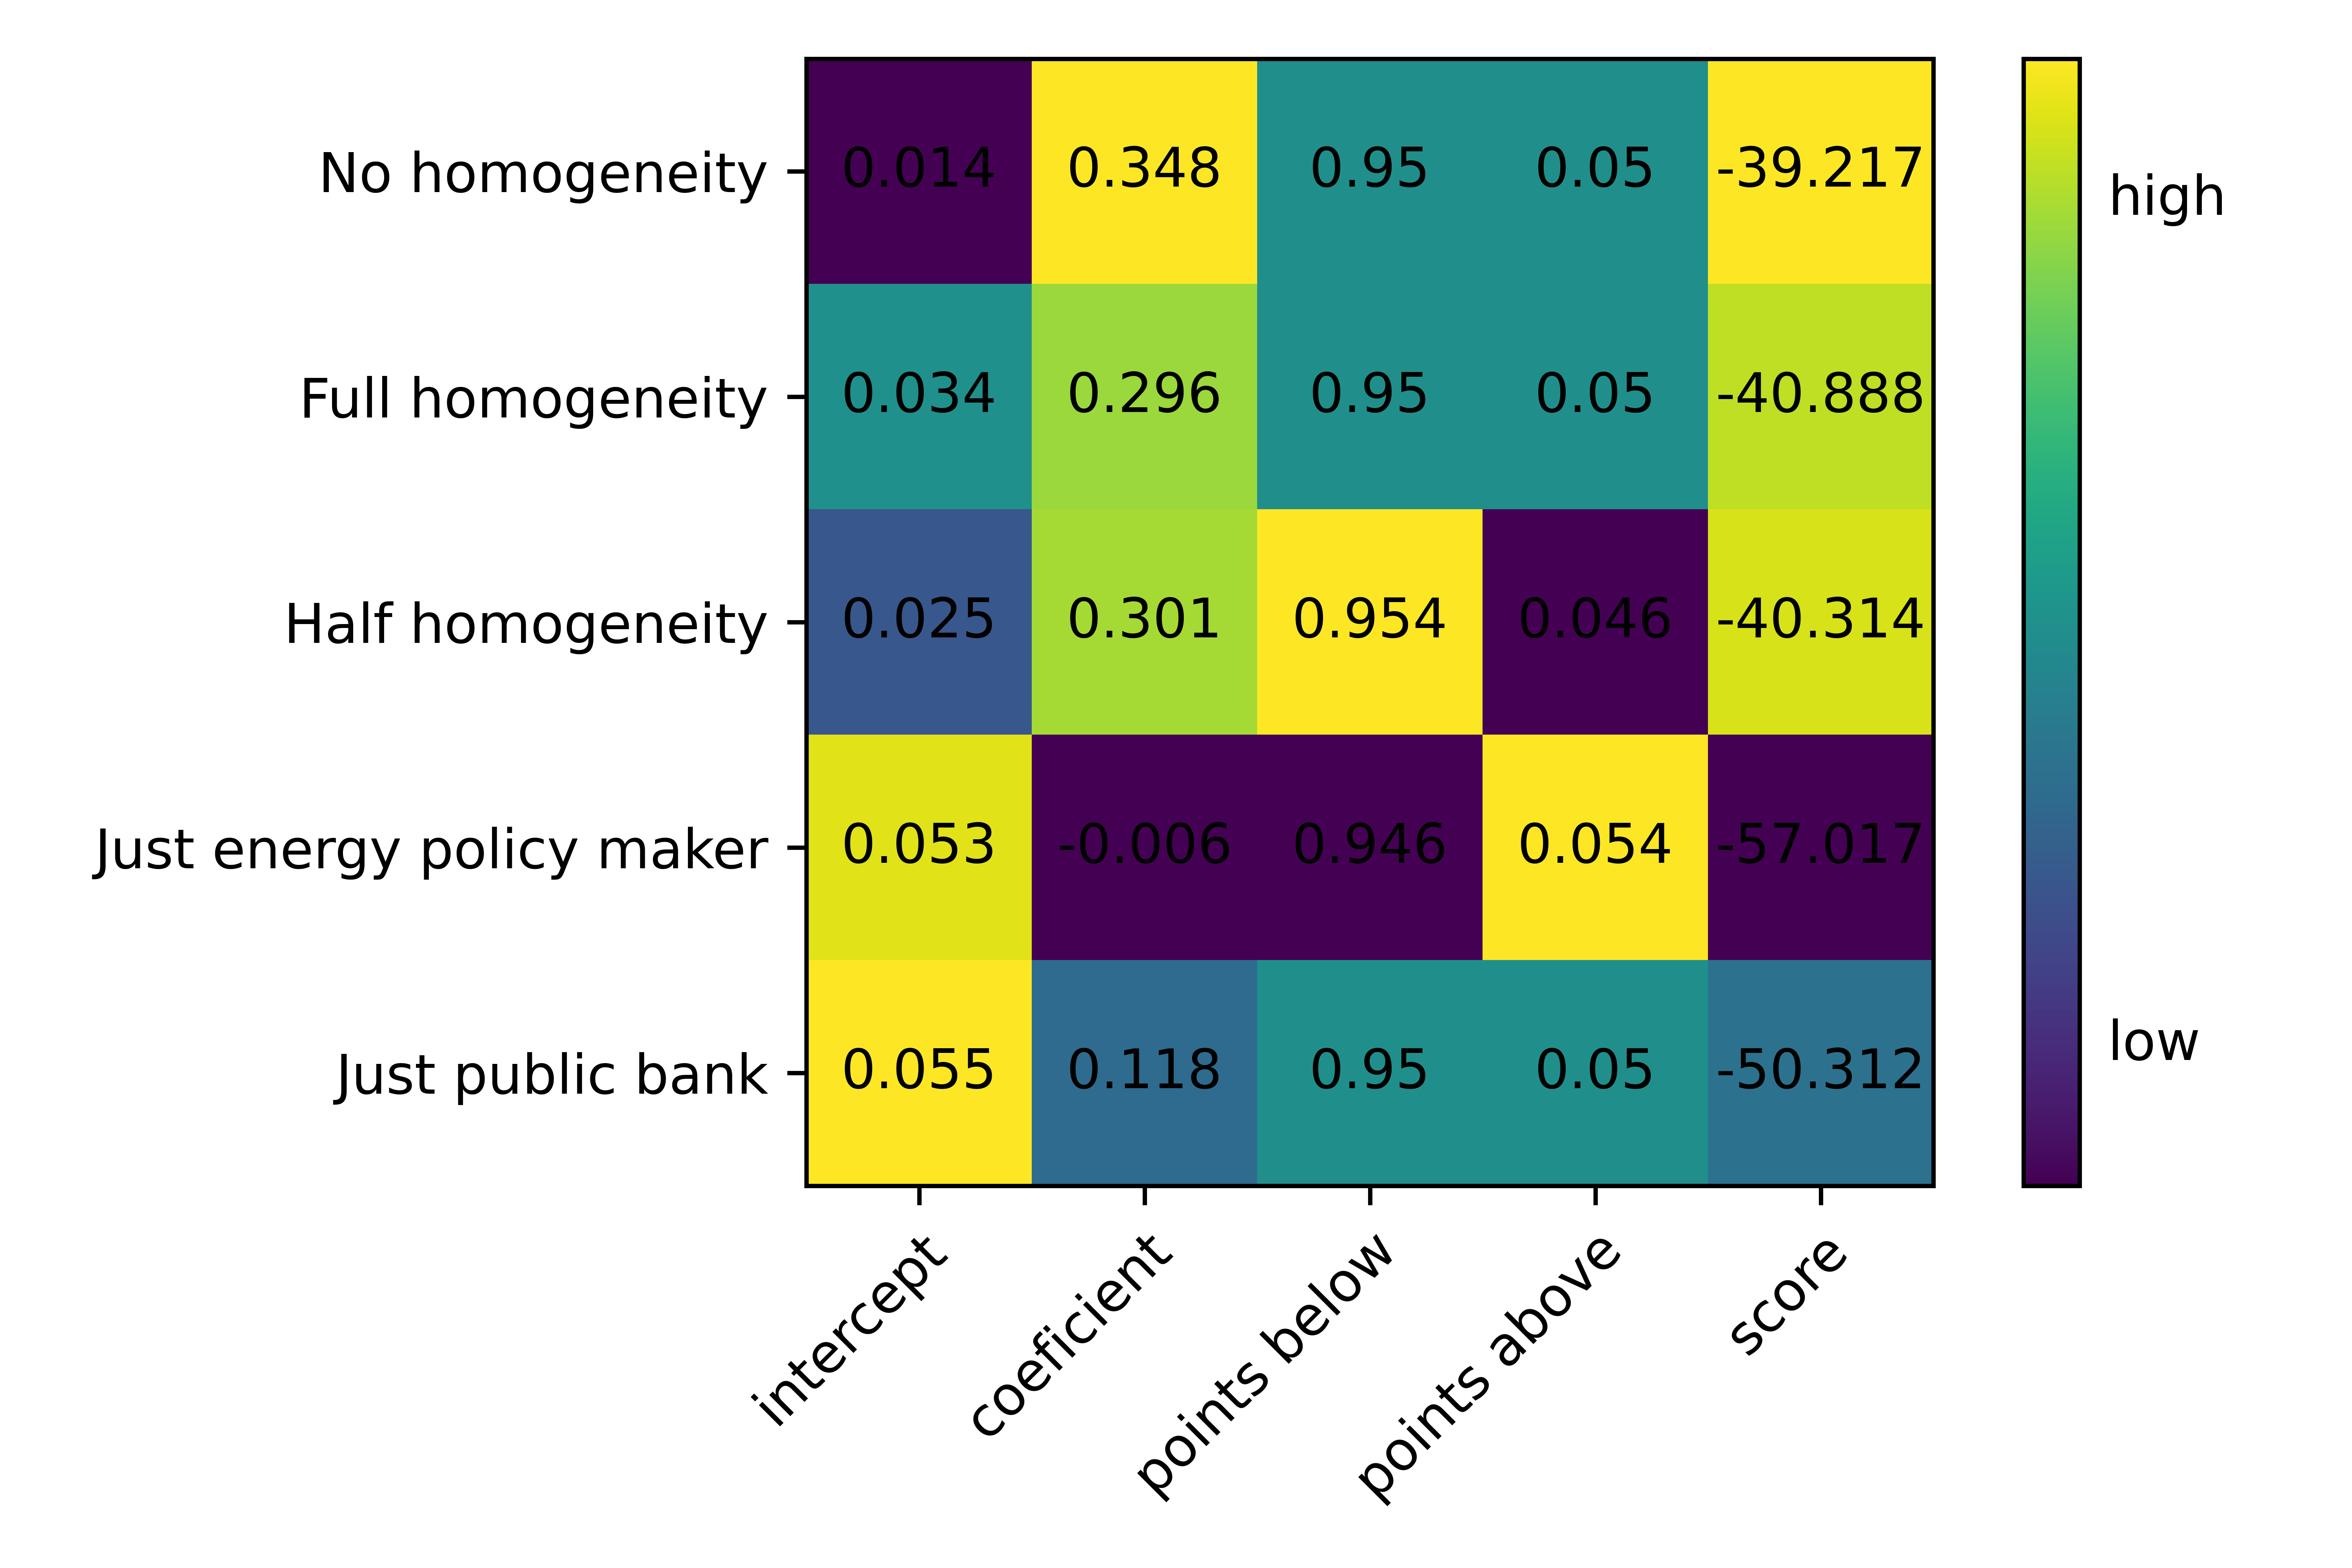 No homogeneity 0.014 0.348 0.95 0.05 -39.217
high
Full homogeneity 0.034 0.296 0.95 0.05 -40.888
Half homogeneity 0.025 0.301 0.954 0.046 -40.314
Just energy policy maker 0.053 -0.006 0.946 0.054 -57.017
low
Just public bank 0.055 0.118 0.95 0.05 -50.312
intercept
coeficient
points below
points above
score